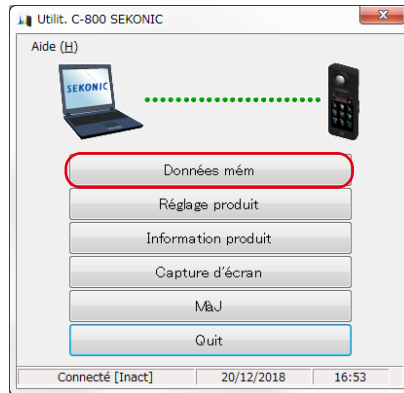 Utilit. C-800 SEKONIC
Aide (H)
SEKONIC
Données mém
Réglage produit
Information produit
Capture d'écran
MàJ
Quit
Connecté [Inact] 20/12/2018 16:53